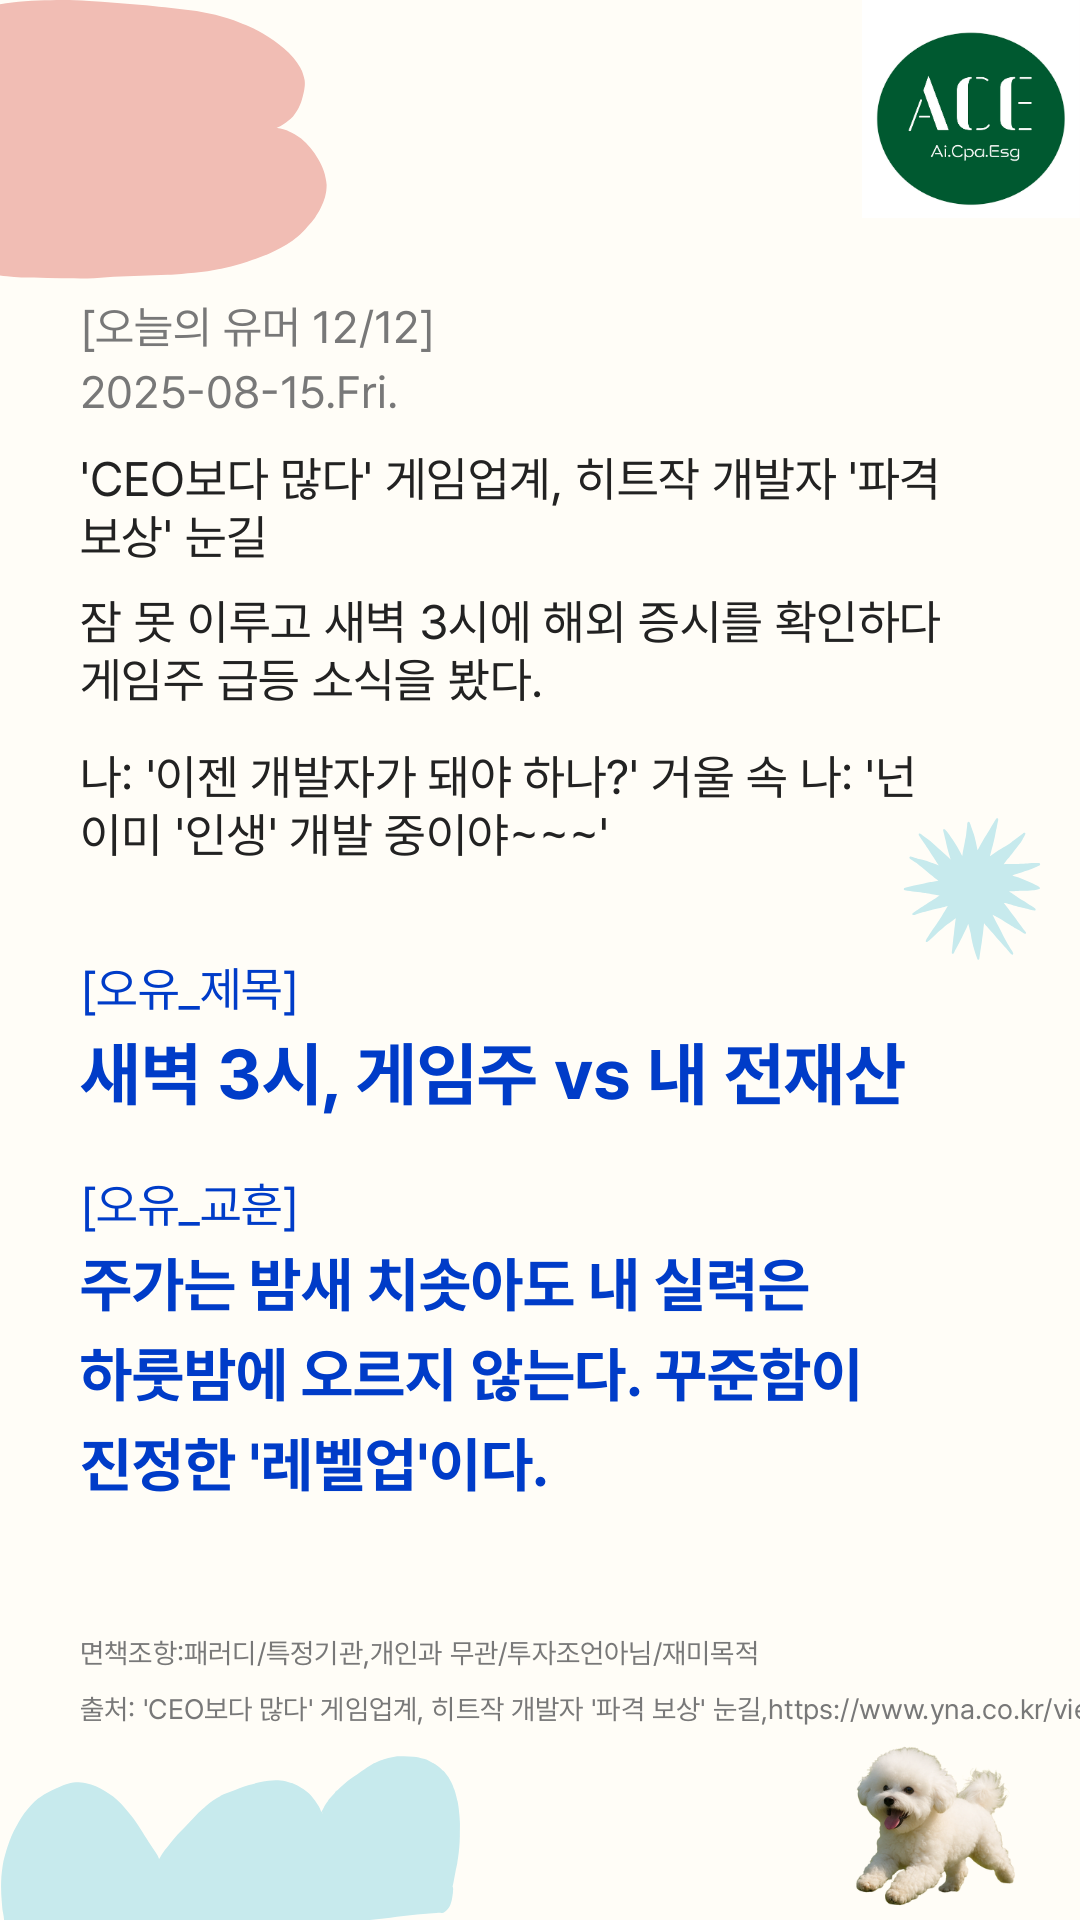 ACE
Ai.Cpa.Esg
[오늘의 유머 12/12]
2025-08-15.Fri.
'CEO보다 많다' 게임업계, 히트작 개발자 '파격
보상' 눈길
잠 못 이루고 새벽 3시에 해외 증시를 확인하다
게임주 급등 소식을 봤다.
나: '이젠 개발자가 돼야 하나?' 거울 속 나: '넌
이미 '인생' 개발 중이야~~~'
[오유_제목]
새벽 3시, 게임주 vs 내 전재산
[오유_교훈]
주가는 밤새 치솟아도 내 실력은
하룻밤에 오르지 않는다. 꾸준함이
진정한 '레벨업'이다.
면책조항:패러디/특정기관,개인과 무관/투자조언아님/재미목적
출처: 'CEO보다 많다' 게임업계, 히트작 개발자 '파격 보상' 눈길,https://www.yna.co.kr/vie